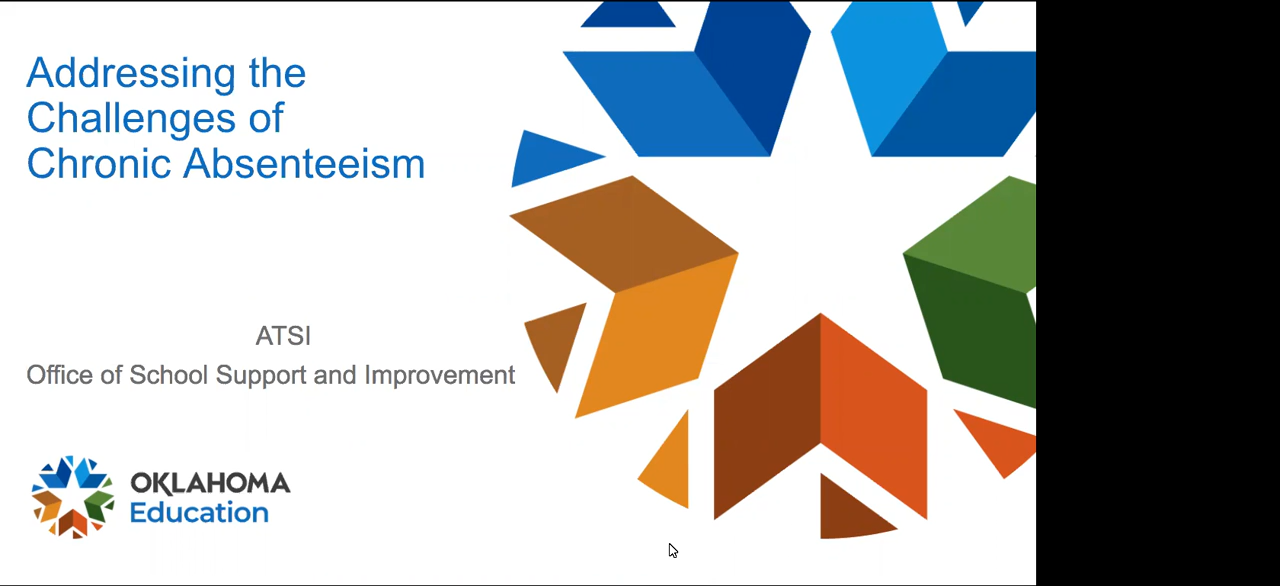 Addressing the
Challenges of
Chronic Absenteeism
ATSI
Office of School Support and Improvement
OKLAHOMA
Education